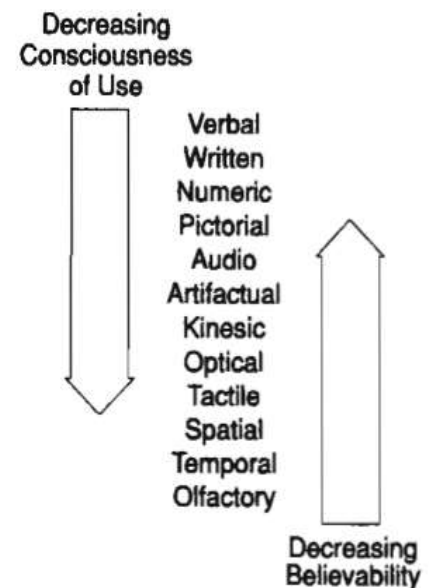 Decreasing
Consciousness
of Use
Verbal
Written
Numeric
Pictorial
Audio
Artifactual
Kinesic
Optical
Tactile
Spatial
Temporal
Olfactory
Decreasing
Believability